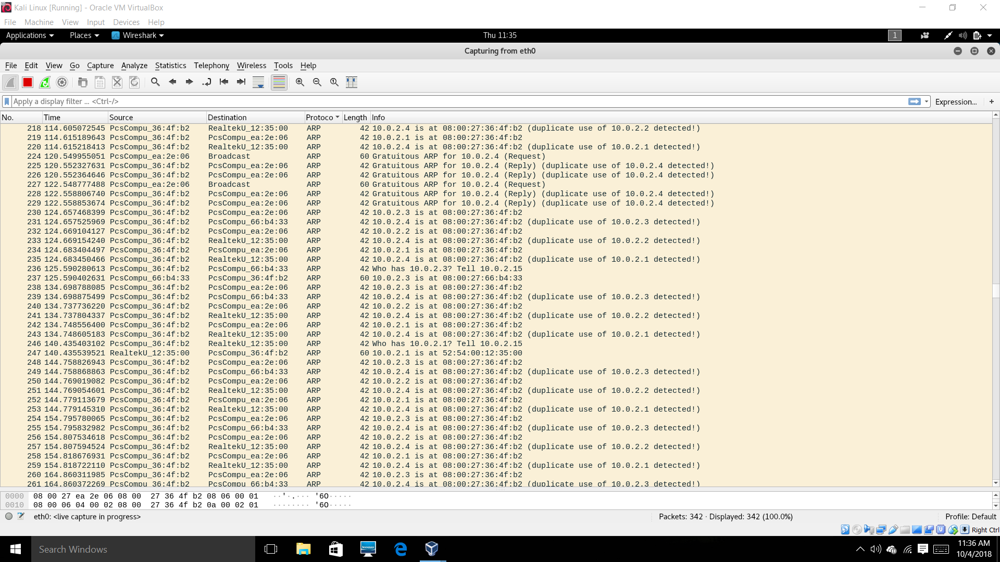 Kali Linux [Running] - Oracle VM VirtualBox
File Machine View Input Devices Help
Applications Places Wireshark Thu 11:35 1
Capturing from eth0
File Edit View Go Capture Analyze Statistics Telephony Wireless Tools Help
Apply a display filter ... <Ctrl-/> Expression... +
No. Time Source Destination Protoco Length Info
218 114.605072545 PcsCompu_36:4f:b2 RealtekU_12:35:00 ARP 42 10.0.2.4 is at 08:00:27:36:4f:b2 (duplicate use of 10.0.2.2 detected!)
219 114.615189643 PcsCompu_36:4f:b2 PcsCompu_ea:2e:06 ARP 42 10.0.2.1 is at 08:00:27:36:4f:b2
220 114.615218413 PcsCompu_36:4f:b2 RealtekU_12:35:00 ARP 42 10.0.2.4 is at 08:00:27:36:4f:b2 (duplicate use of 10.0.2.1 detected!)
224 120.549955051 PcsCompu_ea:2e:06 Broadcast ARP 60 Gratuitous ARP for 10.0.2.4 (Request)
225 120.552327631 PcsCompu_36:4f:b2 PcsCompu_ea:2e:06 ARP 42 Gratuitous ARP for 10.0.2.4 (Reply) (duplicate use of 10.0.2.4 detected!)
226 120.552364646 PcsCompu_36:4f:b2 PcsCompu_ea:2e:06 ARP 42 Gratuitous ARP for 10.0.2.4 (Reply) (duplicate use of 10.0.2.4 detected!)
227 122.548777488 PcsCompu_ea:2e:06 Broadcast ARP 60 Gratuitous ARP for 10.0.2.4 (Request)
228 122.558806740 PcsCompu_36:4f:b2 PcsCompu_ea:2e:06 ARP 42 Gratuitous ARP for 10.0.2.4 (Reply) (duplicate use of 10.0.2.4 detected!)
229 122.558853674 PcsCompu_36:4f:b2 PcsCompu_ea:2e:06 ARP 42 Gratuitous ARP for 10.0.2.4 (Reply) (duplicate use of 10.0.2.4 detected!)
230 124.657468399 PcsCompu_36:4f:b2 PcsCompu_ea:2e:06 ARP 42 10.0.2.3 is at 08:00:27:36:4f:b2
231 124.657525969 PcsCompu_36:4f:b2 PcsCompu_66:b4:33 ARP 42 10.0.2.4 is at 08:00:27:36:4f:b2 (duplicate use of 10.0.2.3 detected!)
232 124.669104127 PcsCompu_36:4f:b2 PcsCompu_ea:2e:06 ARP 42 10.0.2.2 is at 08:00:27:36:4f:b2
233 124.669154240 PcsCompu_36:4f:b2 RealtekU_12:35:00 ARP 42 10.0.2.4 is at 08:00:27:36:4f:b2 (duplicate use of 10.0.2.2 detected!)
234 124.683404497 PcsCompu_36:4f:b2 PcsCompu_ea:2e:06 ARP 42 10.0.2.1 is at 08:00:27:36:4f:b2
235 124.683450466 PcsCompu_36:4f:b2 RealtekU_12:35:00 ARP 42 10.0.2.4 is at 08:00:27:36:4f:b2 (duplicate use of 10.0.2.1 detected!)
236 125.590280613 PcsCompu_36:4f:b2 PcsCompu_66:b4:33 ARP 42 Who has 10.0.2.3? Tell 10.0.2.15
237 125.590402631 PcsCompu_66:b4:33 PcsCompu_36:4f:b2 ARP 60 10.0.2.3 is at 08:00:27:66:b4:33
238 134.698788085 PcsCompu_36:4f:b2 PcsCompu_ea:2e:06 ARP 42 10.0.2.3 is at 08:00:27:36:4f:b2
239 134.698875499 PcsCompu_36:4f:b2 PcsCompu_66:b4:33 ARP 42 10.0.2.4 is at 08:00:27:36:4f:b2 (duplicate use of 10.0.2.3 detected!)
240 134.737736220 PcsCompu_36:4f:b2 PcsCompu_ea:2e:06 ARP 42 10.0.2.2 is at 08:00:27:36:4f:b2
241 134.737804337 PcsCompu_36:4f:b2 RealtekU_12:35:00 ARP 42 10.0.2.4 is at 08:00:27:36:4f:b2 (duplicate use of 10.0.2.2 detected!)
242 134.748556400 PcsCompu_36:4f:b2 PcsCompu_ea:2e:06 ARP 42 10.0.2.1 is at 08:00:27:36:4f:b2
243 134.748605183 PcsCompu_36:4f:b2 RealtekU_12:35:00 ARP 42 10.0.2.4 is at 08:00:27:36:4f:b2 (duplicate use of 10.0.2.1 detected!)
246 140.435403102 PcsCompu_36:4f:b2 RealtekU_12:35:00 ARP 42 Who has 10.0.2.1? Tell 10.0.2.15
247 140.435539521 RealtekU_12:35:00 PcsCompu_36:4f:b2 ARP 60 10.0.2.1 is at 52:54:00:12:35:00
248 144.758826943 PcsCompu_36:4f:b2 PcsCompu_ea:2e:06 ARP 42 10.0.2.3 is at 08:00:27:36:4f:b2
249 144.758868863 PcsCompu_36:4f:b2 PcsCompu_66:b4:33 ARP 42 10.0.2.4 is at 08:00:27:36:4f:b2 (duplicate use of 10.0.2.3 detected!)
250 144.769019082 PcsCompu_36:4f:b2 PcsCompu_ea:2e:06 ARP 42 10.0.2.2 is at 08:00:27:36:4f:b2
251 144.769054601 PcsCompu_36:4f:b2 RealtekU_12:35:00 ARP 42 10.0.2.4 is at 08:00:27:36:4f:b2 (duplicate use of 10.0.2.2 detected!)
252 144.779113679 PcsCompu_36:4f:b2 PcsCompu_ea:2e:06 ARP 42 10.0.2.1 is at 08:00:27:36:4f:b2
253 144.779145310 PcsCompu_36:4f:b2 RealtekU_12:35:00 ARP 42 10.0.2.4 is at 08:00:27:36:4f:b2 (duplicate use of 10.0.2.1 detected!)
254 154.795780065 PcsCompu_36:4f:b2 PcsCompu_ea:2e:06 ARP 42 10.0.2.3 is at 08:00:27:36:4f:b2
255 154.795832982 PcsCompu_36:4f:b2 PcsCompu_66:b4:33 ARP 42 10.0.2.4 is at 08:00:27:36:4f:b2 (duplicate use of 10.0.2.3 detected!)
256 154.807534618 PcsCompu_36:4f:b2 PcsCompu_ea:2e:06 ARP 42 10.0.2.2 is at 08:00:27:36:4f:b2
257 154.807594524 PcsCompu_36:4f:b2 RealtekU_12:35:00 ARP 42 10.0.2.4 is at 08:00:27:36:4f:b2 (duplicate use of 10.0.2.2 detected!)
258 154.818676931 PcsCompu_36:4f:b2 PcsCompu_ea:2e:06 ARP 42 10.0.2.1 is at 08:00:27:36:4f:b2
259 154.818722110 PcsCompu_36:4f:b2 RealtekU_12:35:00 ARP 42 10.0.2.4 is at 08:00:27:36:4f:b2 (duplicate use of 10.0.2.1 detected!)
260 164.860311985 PcsCompu_36:4f:b2 PcsCompu_ea:2e:06 ARP 42 10.0.2.3 is at 08:00:27:36:4f:b2
261 164.860372269 PcsCompu_36:4f:b2 PcsCompu_66:b4:33 ARP 42 10.0.2.4 is at 08:00:27:36:4f:b2 (duplicate use of 10.0.2.3 detected!)
0000 08 00 27 ea 2e 06 08 00 27 36 4f b2 08 06 00 01 ··'·.··· '6O·····
0010 08 00 06 04 00 02 08 00 27 36 4f b2 0a 00 02 01 ········ '6O·····
eth0: <live capture in progress> Packets: 342 · Displayed: 342 (100.0%) Profile: Default
Right Ctrl
Search Windows
11:36 AM
10/4/2018